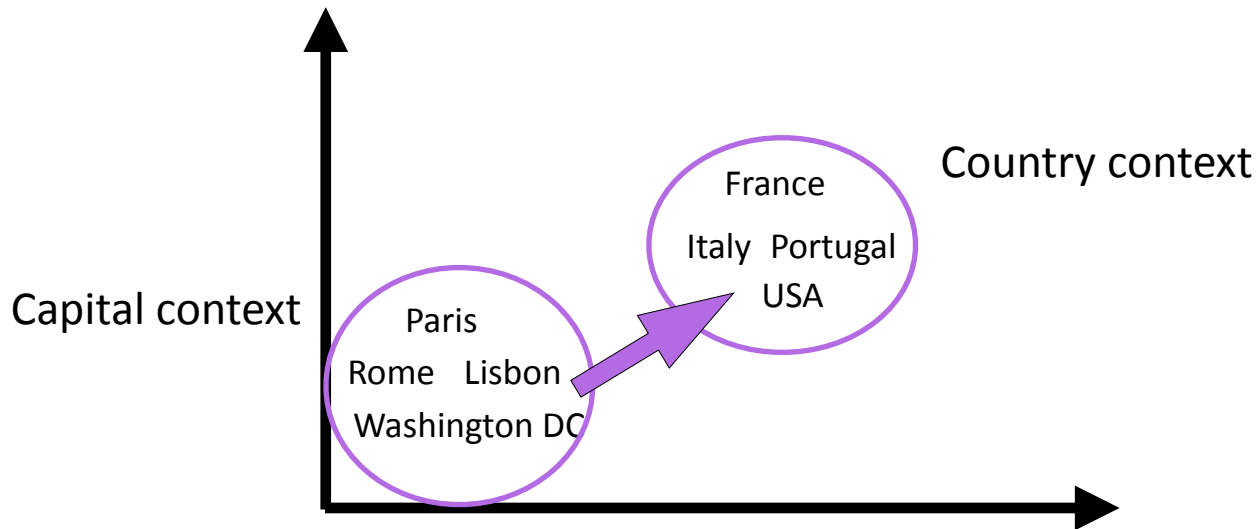 Country context
France
Italy Portugal
USA
Capital context
Paris
Rome Lisbon
Washington DC